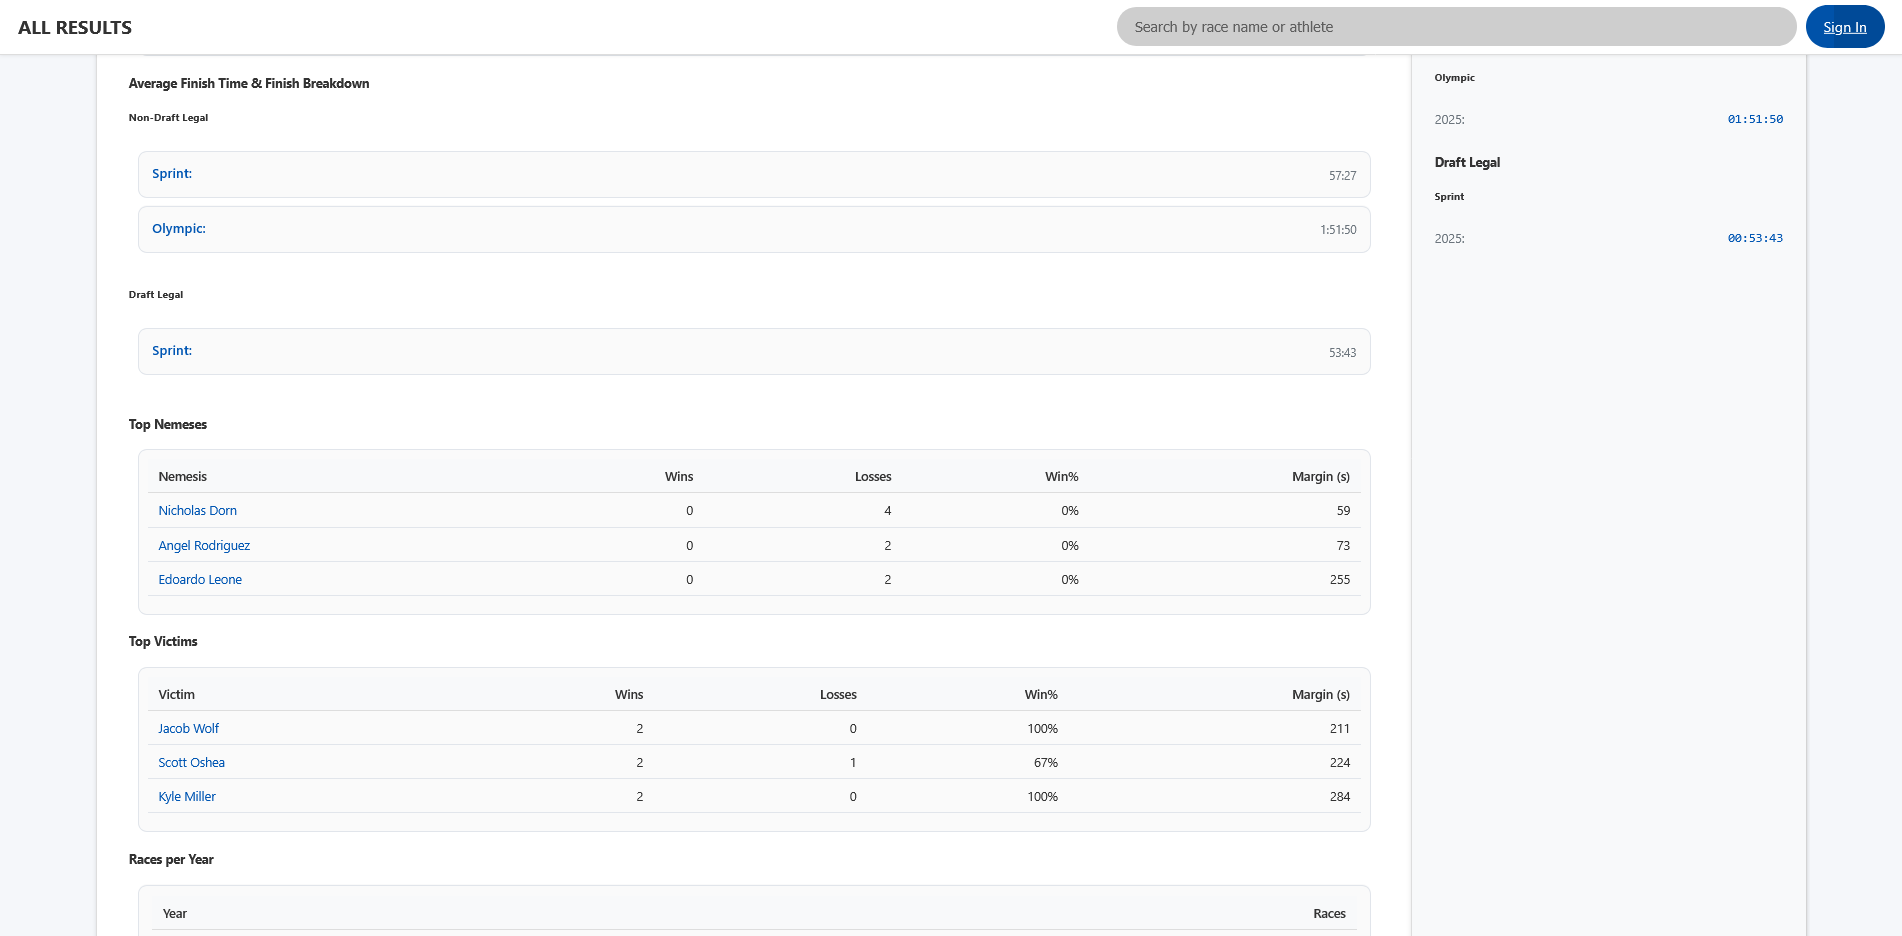 ALL RESULTS
Search by race name or athlete
Sign In
Average Finish Time & Finish Breakdown
Non-Draft Legal
Sprint: 57:27
Olympic: 1:51:50
Draft Legal
Sprint: 53:43
Top Nemeses
Nemesis Wins Losses Win% Margin (s)
Nicholas Dorn 0 4 0% 59
Angel Rodriguez 0 2 0% 73
Edoardo Leone 0 2 0% 255
Top Victims
Victim Wins Losses Win% Margin (s)
Jacob Wolf 2 0 100% 211
Scott Oshea 2 1 67% 224
Kyle Miller 2 0 100% 284
Races per Year
Year Races
Olympic
2025: 01:51:50
Draft Legal
Sprint
2025: 00:53:43